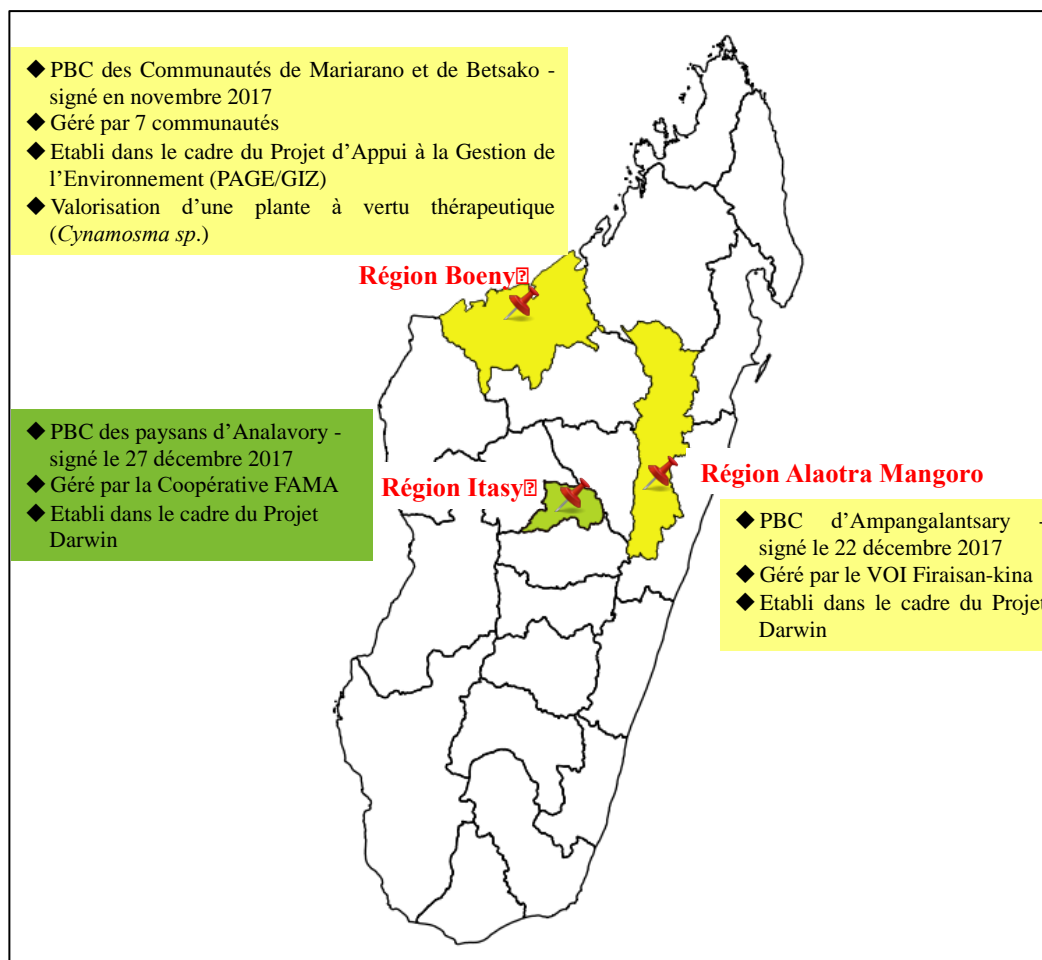 ◆ PBC des Communautés de Mariarano et de Betsako -
signé en novembre 2017
◆ Géré par 7 communautés
◆ Etabli dans le cadre du Projet d'Appui à la Gestion de
l'Environnement (PAGE/GIZ)
◆ Valorisation d'une plante à vertu thérapeutique
(Cynamosma sp.)
Région Boeny
◆ PBC des paysans d'Analavory -
signé le 27 décembre 2017
◆ Géré par la Coopérative FAMA
◆ Etabli dans le cadre du Projet
Darwin
Région Itasy
Région Alaotra Mangoro
◆ PBC d'Ampangalantsary -
signé le 22 décembre 2017
◆ Géré par le VOI Firaisan-kina
◆ Etabli dans le cadre du Projet
Darwin